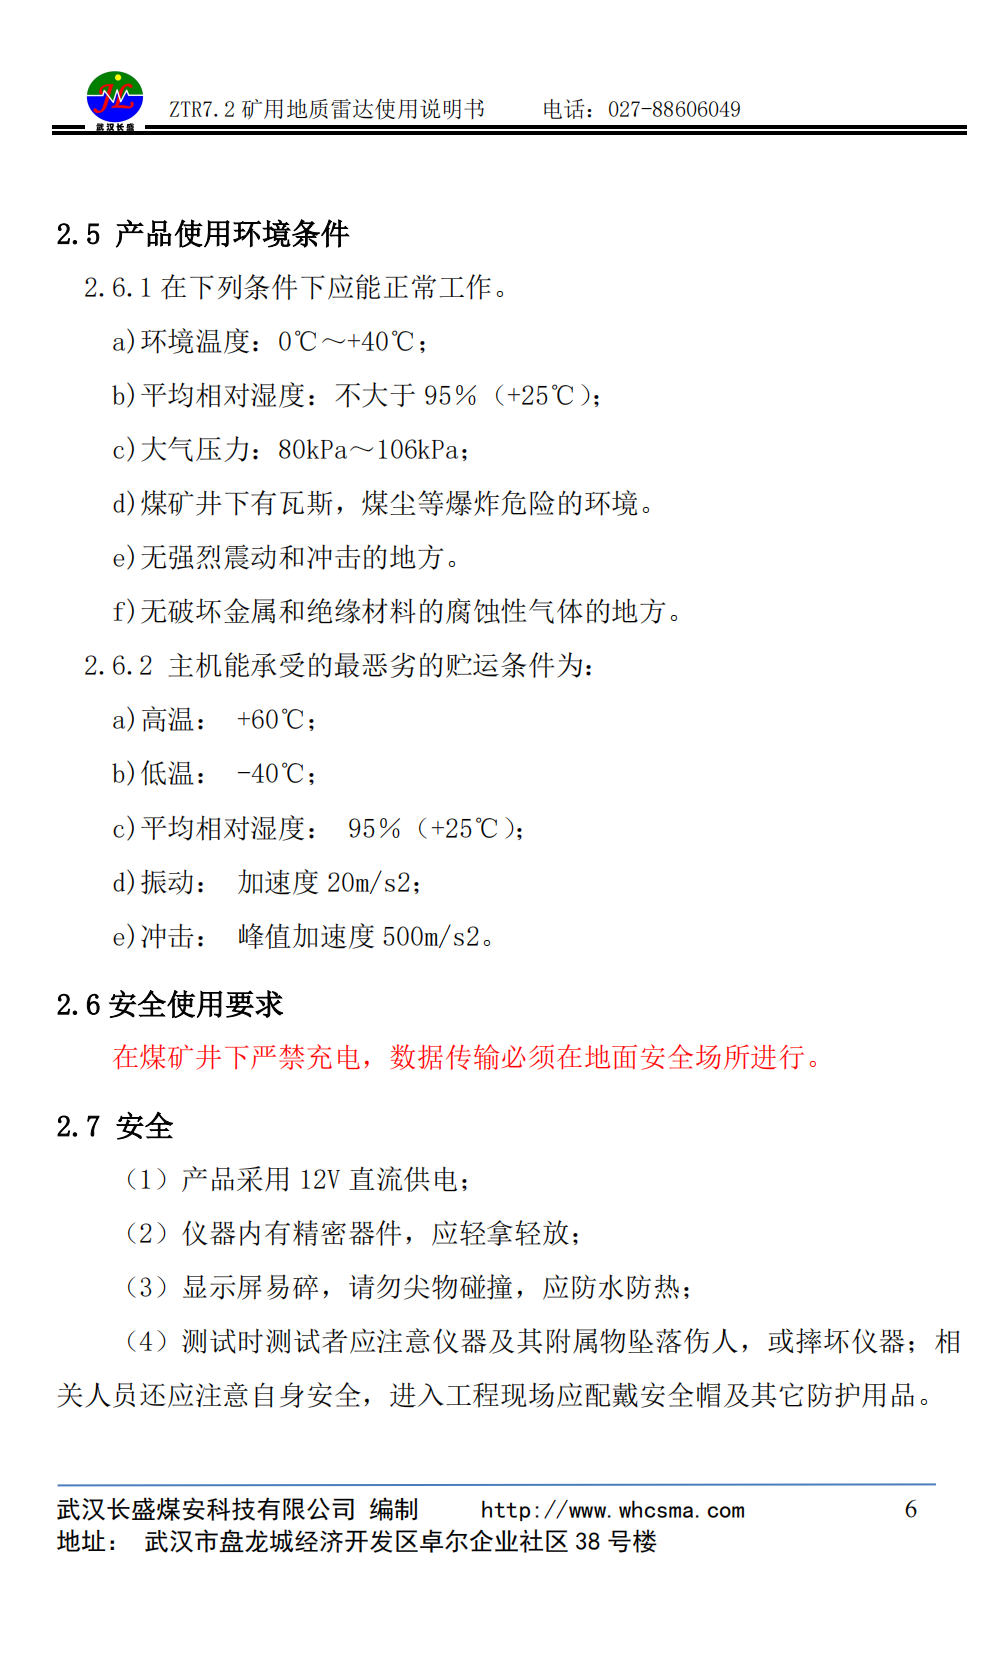 武汉长盛
ZTR7.2 矿用地质雷达使用说明书 电话：027-88606049
2.5 产品使用环境条件
2.6.1 在下列条件下应能正常工作。
a)环境温度：0℃～+40℃；
b)平均相对湿度：不大于 95％（+25℃）；
c)大气压力：80kPa～106kPa；
d)煤矿井下有瓦斯，煤尘等爆炸危险的环境。
e)无强烈震动和冲击的地方。
f)无破坏金属和绝缘材料的腐蚀性气体的地方。
2.6.2 主机能承受的最恶劣的贮运条件为：
a)高温： +60℃；
b)低温： -40℃；
c)平均相对湿度： 95％（+25℃）；
d)振动： 加速度 20m/s2；
e)冲击： 峰值加速度 500m/s2。
2.6 安全使用要求
在煤矿井下严禁充电，数据传输必须在地面安全场所进行。
2.7 安全
（1）产品采用 12V 直流供电；
（2）仪器内有精密器件，应轻拿轻放；
（3）显示屏易碎，请勿尖物碰撞，应防水防热；
（4）测试时测试者应注意仪器及其附属物坠落伤人，或摔坏仪器；相
关人员还应注意自身安全，进入工程现场应配戴安全帽及其它防护用品。
武汉长盛煤安科技有限公司 编制 http://www.whcsma.com 6
地址： 武汉市盘龙城经济开发区卓尔企业社区 38 号楼